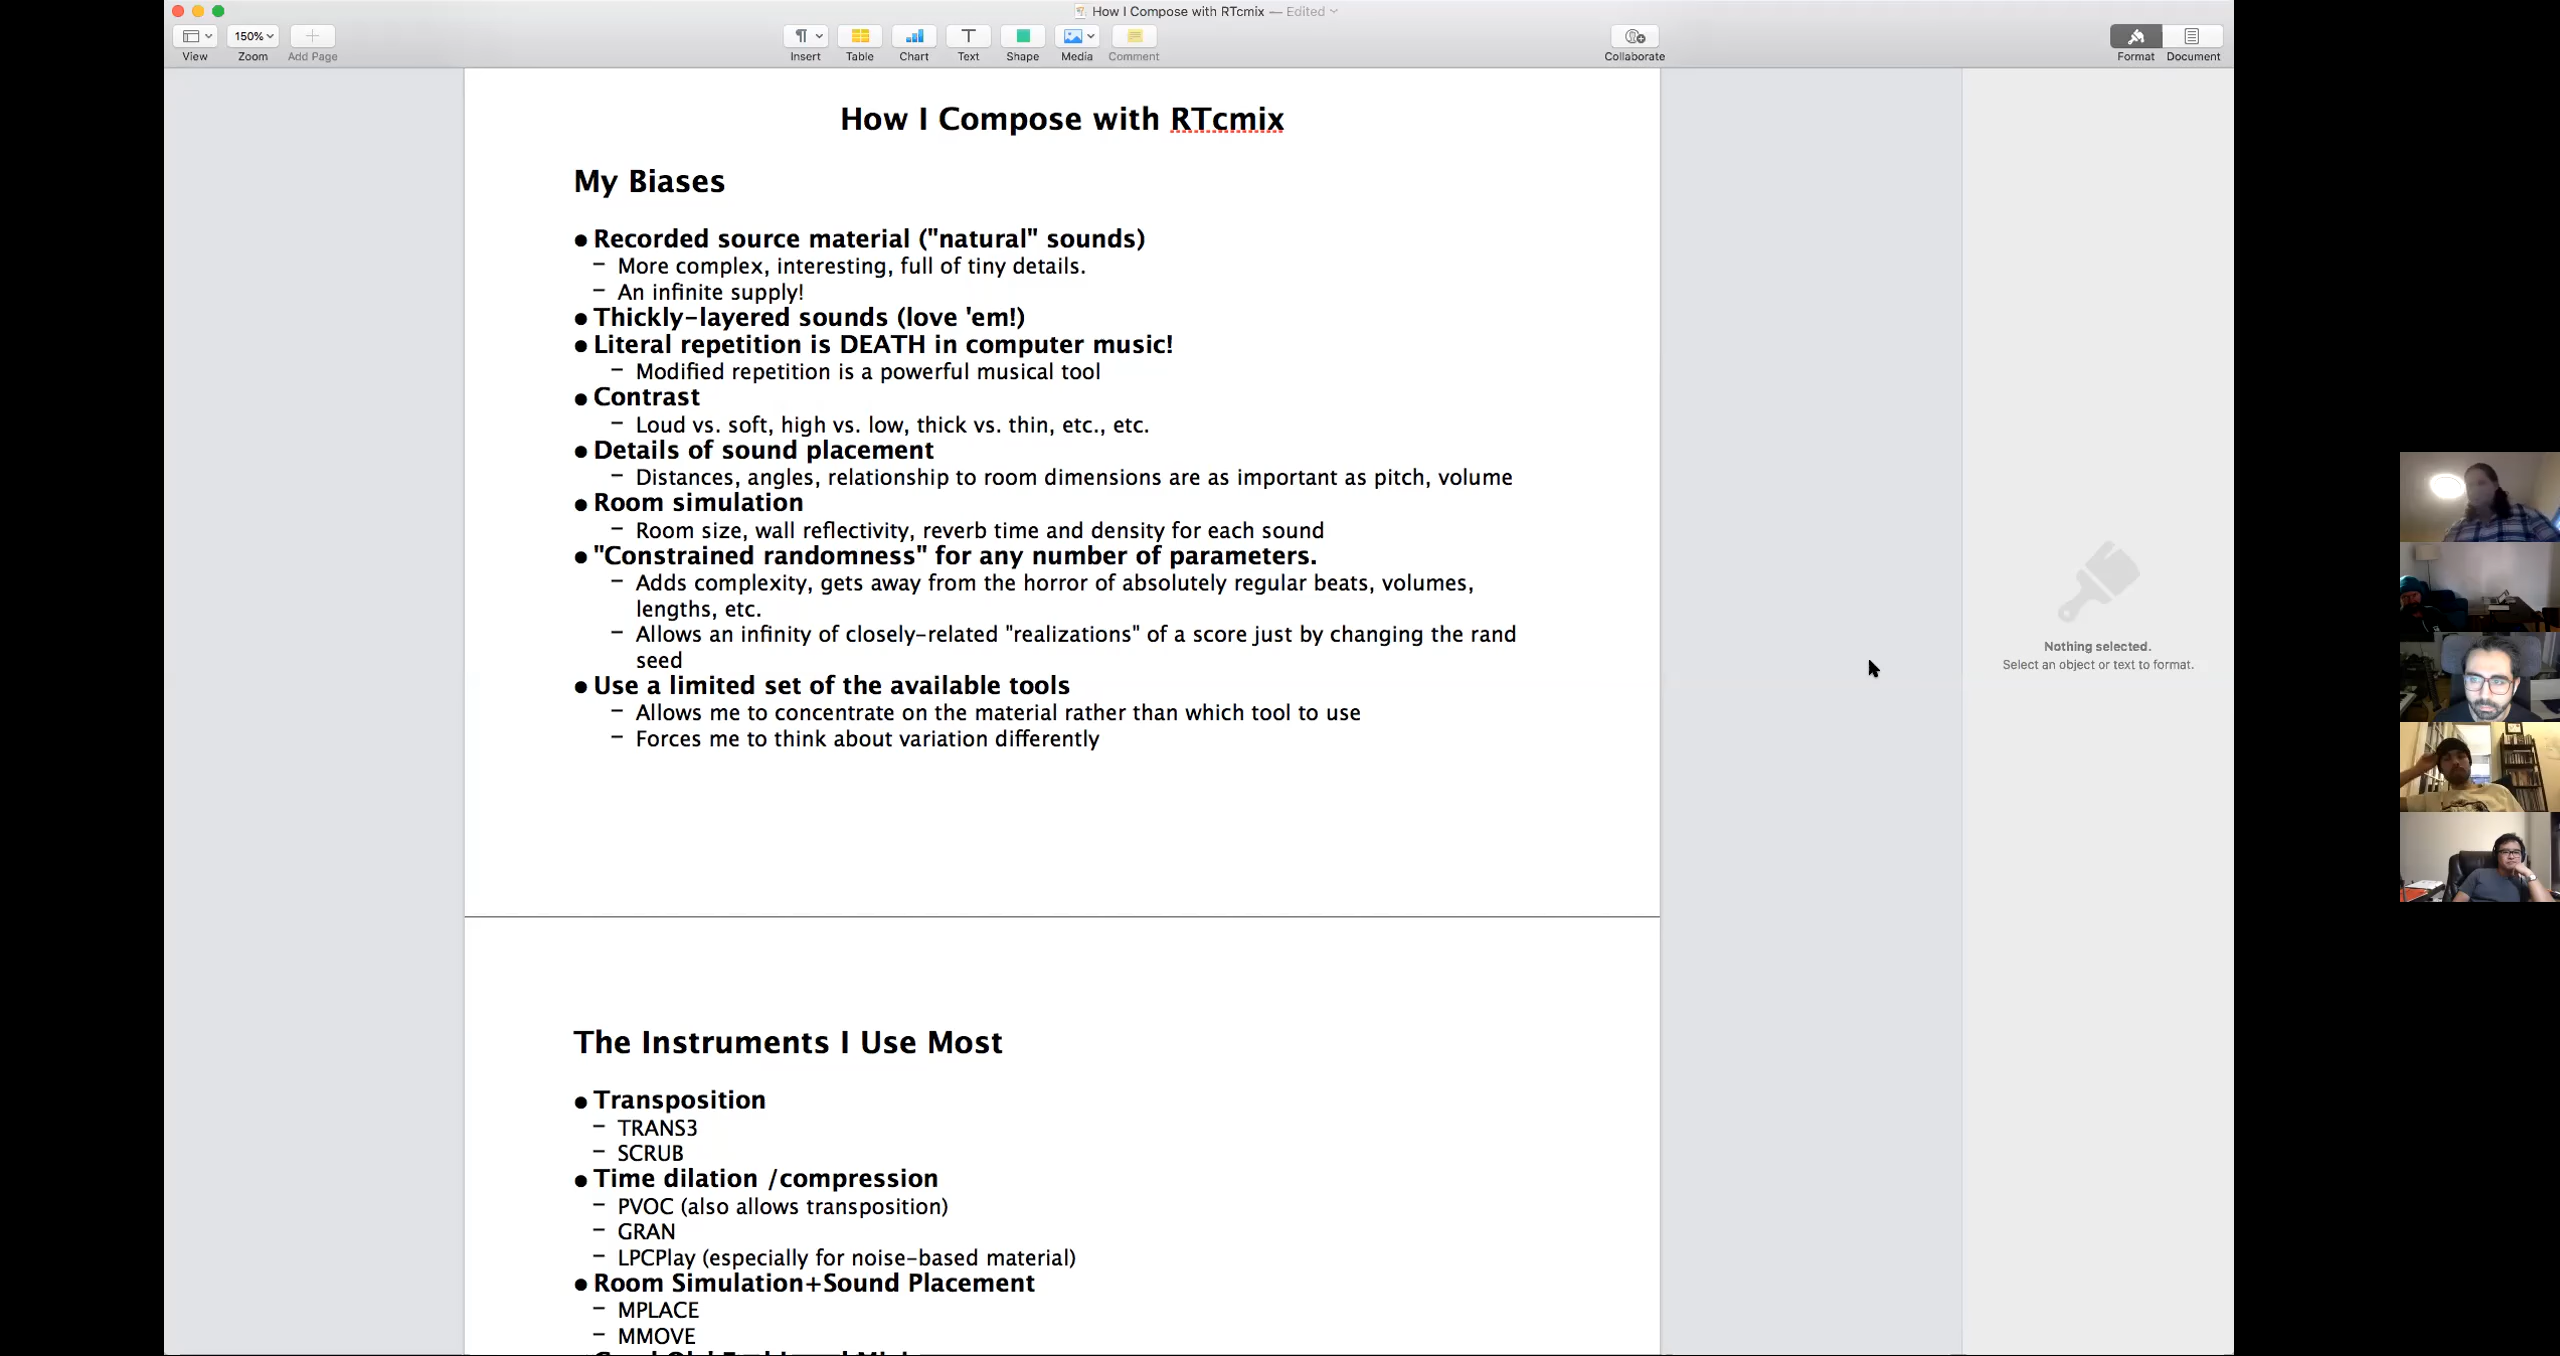 How I Compose with RTcmix — Edited
150%
View
Zoom
Add Page
Insert
Table
Chart
Text
Shape
Media
Comment
Collaborate
Format
Document
How I Compose with RTcmix
My Biases
● Recorded source material ("natural" sounds)
– More complex, interesting, full of tiny details.
– An infinite supply!
● Thickly-layered sounds (love 'em!)
● Literal repetition is DEATH in computer music!
– Modified repetition is a powerful musical tool
● Contrast
– Loud vs. soft, high vs. low, thick vs. thin, etc., etc.
● Details of sound placement
– Distances, angles, relationship to room dimensions are as important as pitch, volume
● Room simulation
– Room size, wall reflectivity, reverb time and density for each sound
● "Constrained randomness" for any number of parameters.
– Adds complexity, gets away from the horror of absolutely regular beats, volumes,
lengths, etc.
– Allows an infinity of closely-related "realizations" of a score just by changing the rand
seed
● Use a limited set of the available tools
– Allows me to concentrate on the material rather than which tool to use
– Forces me to think about variation differently
Nothing selected.
Select an object or text to format.
The Instruments I Use Most
● Transposition
– TRANS3
– SCRUB
● Time dilation /compression
– PVOC (also allows transposition)
– GRAN
– LPCPlay (especially for noise-based material)
● Room Simulation+Sound Placement
– MPLACE
– MMOVE